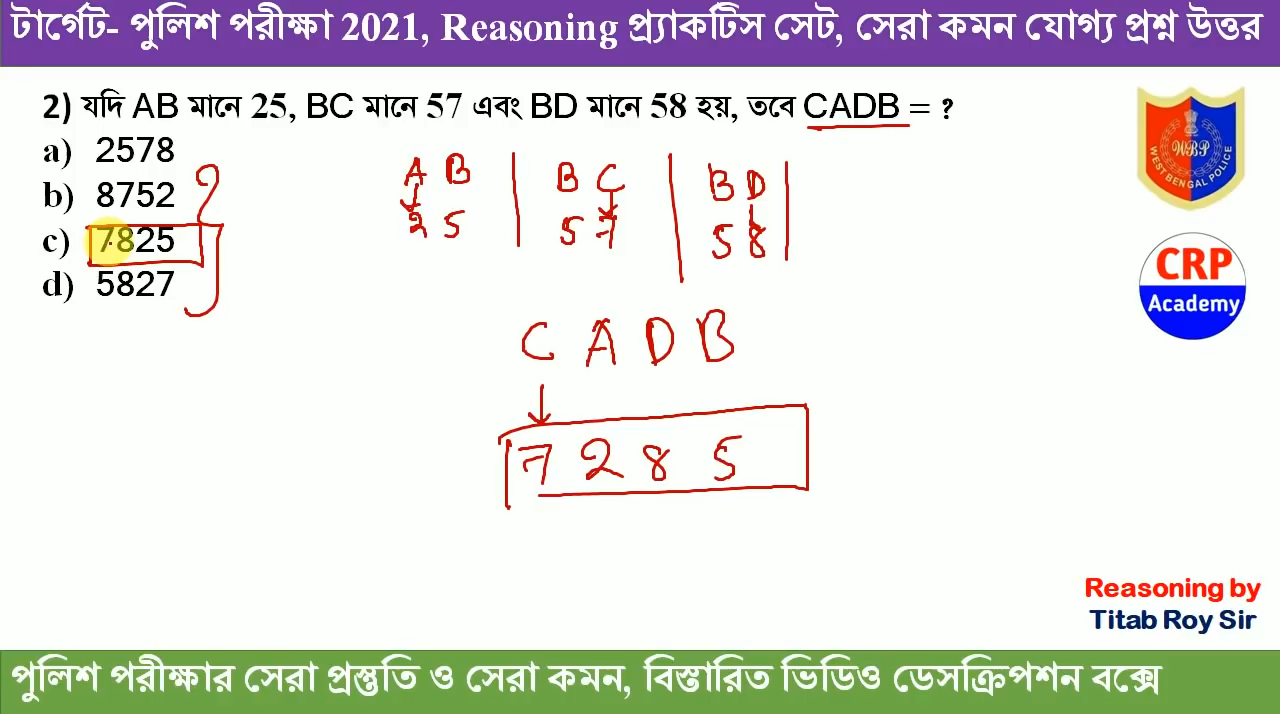 টার্গেট- পুলিশ পরীক্ষা 2021, Reasoning প্র্যাকটিস সেট, সেরা কমন যোগ্য প্রশ্ন উত্তর
2) যদি AB মানে 25, BC মানে 57 এবং BD মানে 58 হয়, তবে CADB = ?
a) 2578
b) 8752
c) 7825
d) 5827
A B | B C | B D |
2 5 | 5 7 | 5 8 |
C A D B
7 2 8 5
WBP
WEST BENGAL POLICE
CRP
Academy
Reasoning by
Titab Roy Sir
পুলিশ পরীক্ষার সেরা প্রস্তুতি ও সেরা কমন, বিস্তারিত ভিডিও ডেসক্রিপশন বক্সে